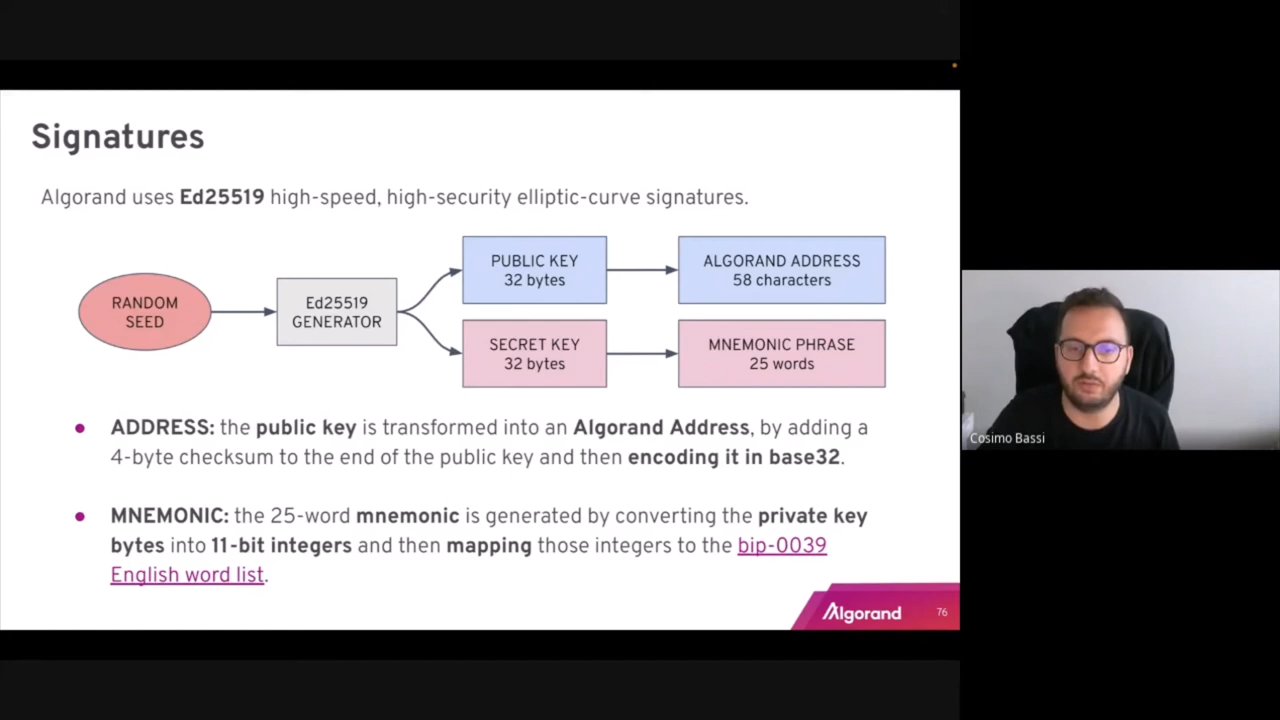 Signatures
Algorand uses Ed25519 high-speed, high-security elliptic-curve signatures.
RANDOM
SEED
Ed25519
GENERATOR
PUBLIC KEY
32 bytes
ALGORAND ADDRESS
58 characters
SECRET KEY
32 bytes
MNEMONIC PHRASE
25 words
● ADDRESS: the public key is transformed into an Algorand Address, by adding a
4-byte checksum to the end of the public key and then encoding it in base32.
● MNEMONIC: the 25-word mnemonic is generated by converting the private key
bytes into 11-bit integers and then mapping those integers to the bip-0039
English word list.
Algorand
76
Cosimo Bassi